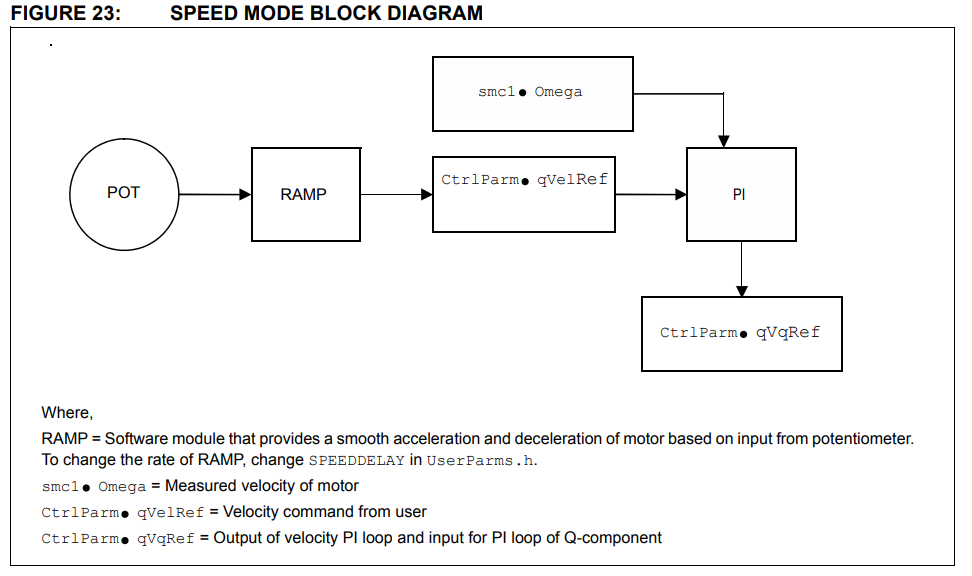 FIGURE 23: SPEED MODE BLOCK DIAGRAM
smc1● Omega
POT
RAMP
CtrlParm● qVelRef
PI
CtrlParm● qVqRef
Where,
RAMP = Software module that provides a smooth acceleration and deceleration of motor based on input from potentiometer.
To change the rate of RAMP, change SPEEDDELAY in UserParms.h.
smc1● Omega = Measured velocity of motor
CtrlParm● qVelRef = Velocity command from user
CtrlParm● qVqRef = Output of velocity PI loop and input for PI loop of Q-component